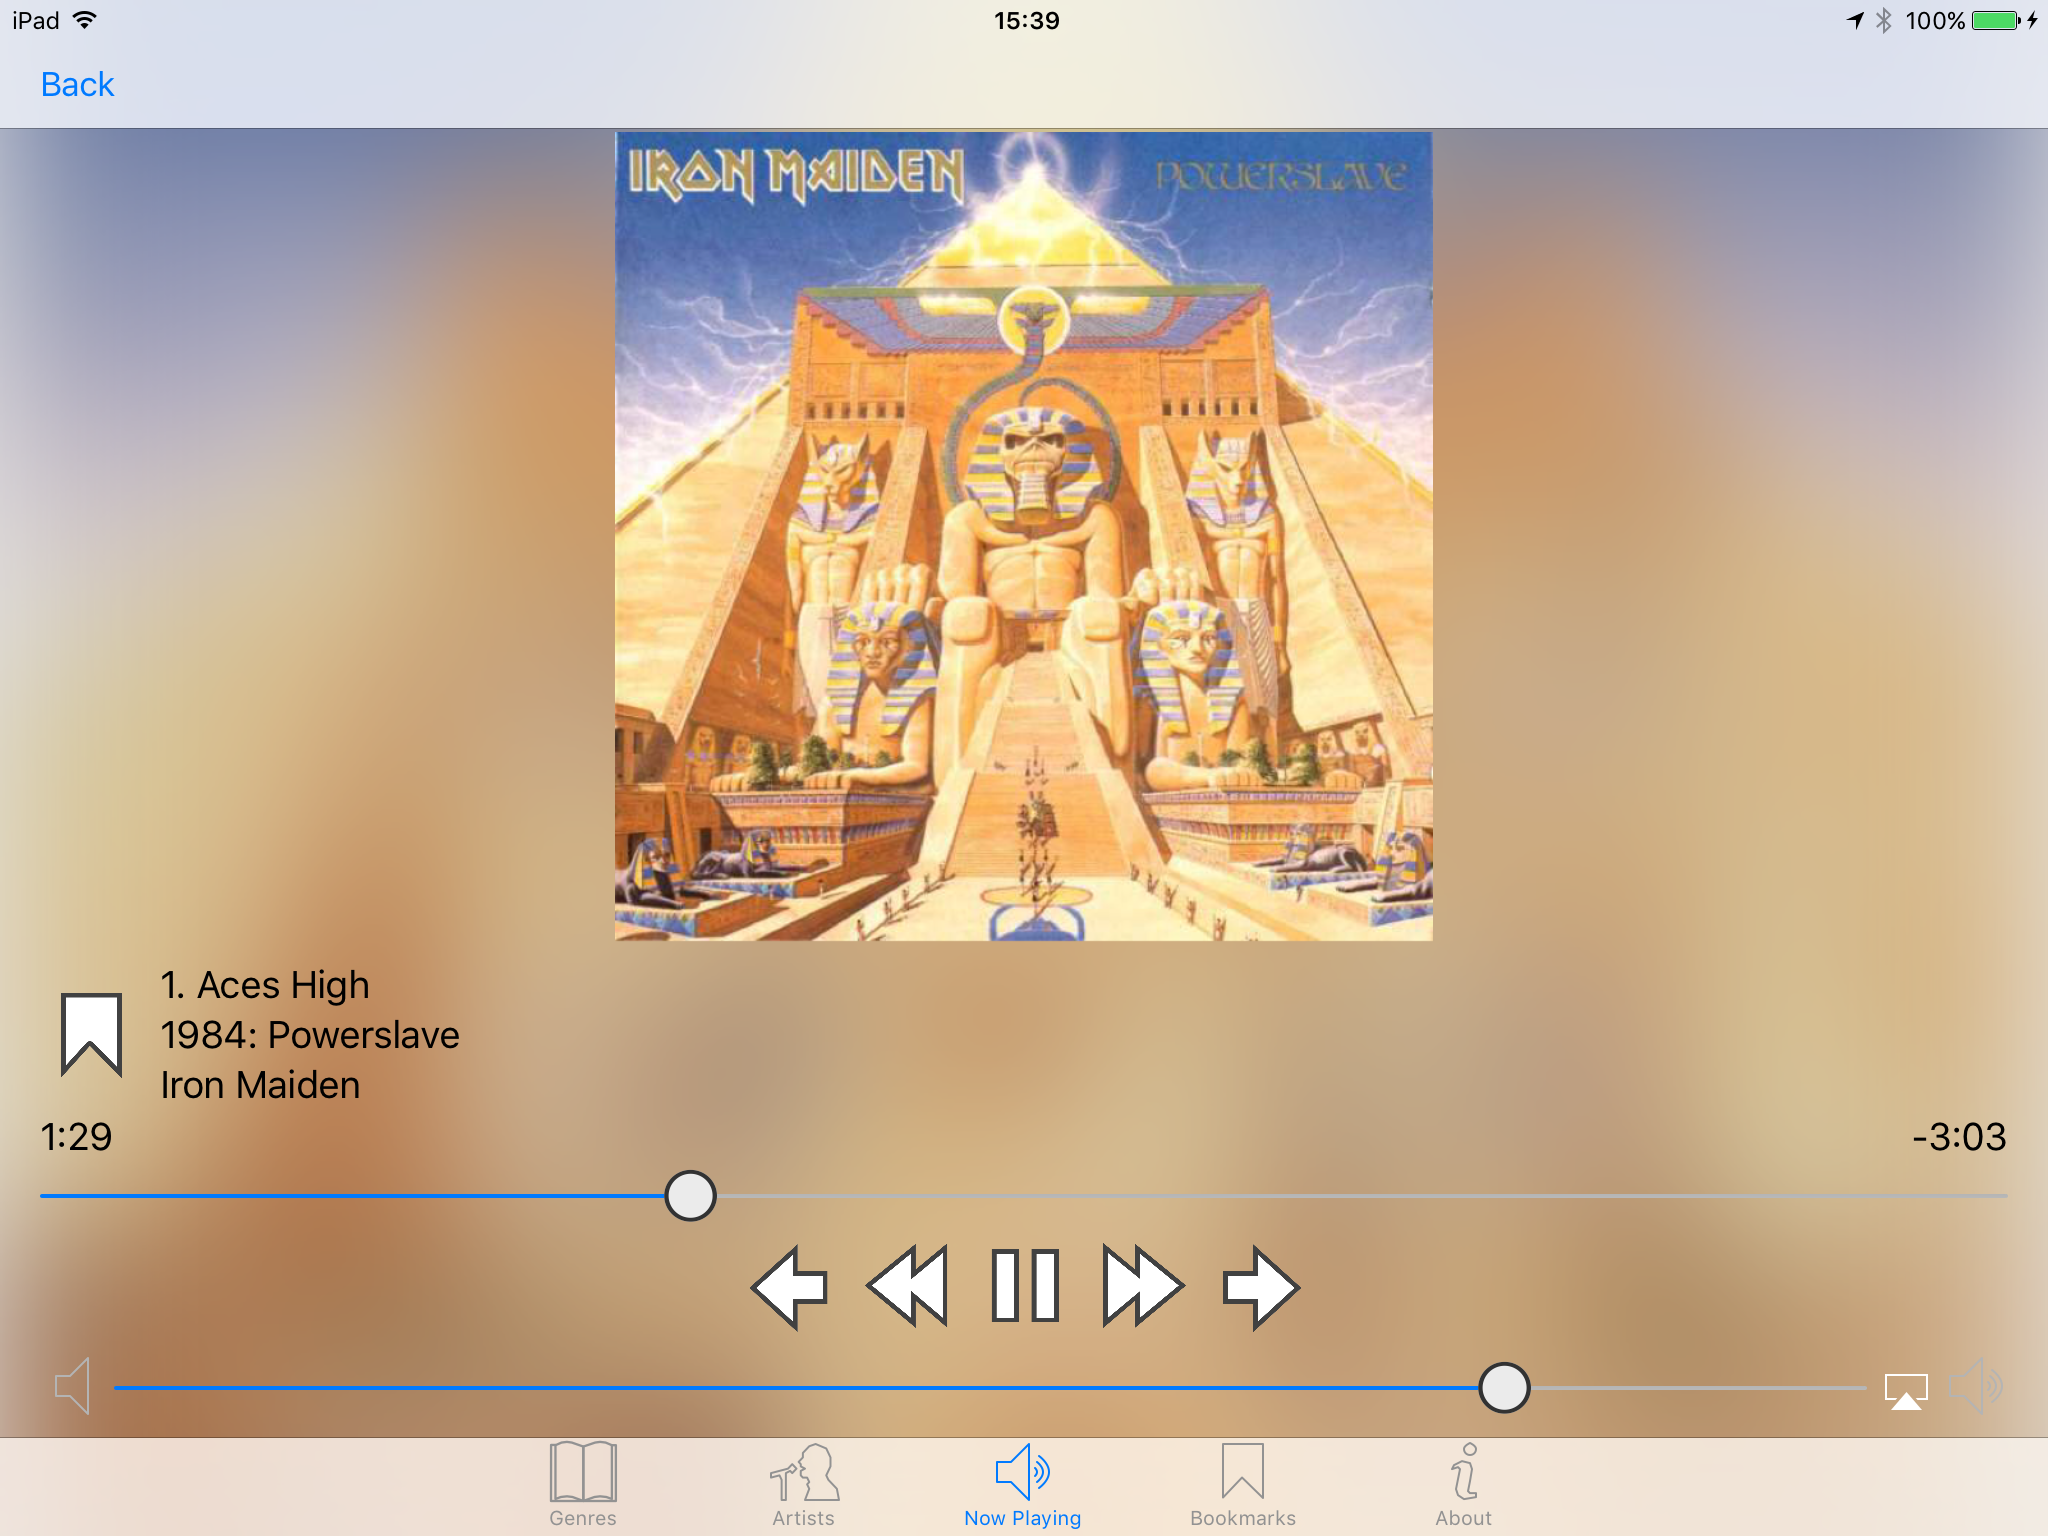 iPad 15:39 100%
Back
IRON MAIDEN POWERSLAVE
1. Aces High
1984: Powerslave
Iron Maiden
1:29 -3:03
Genres Artists Now Playing Bookmarks About